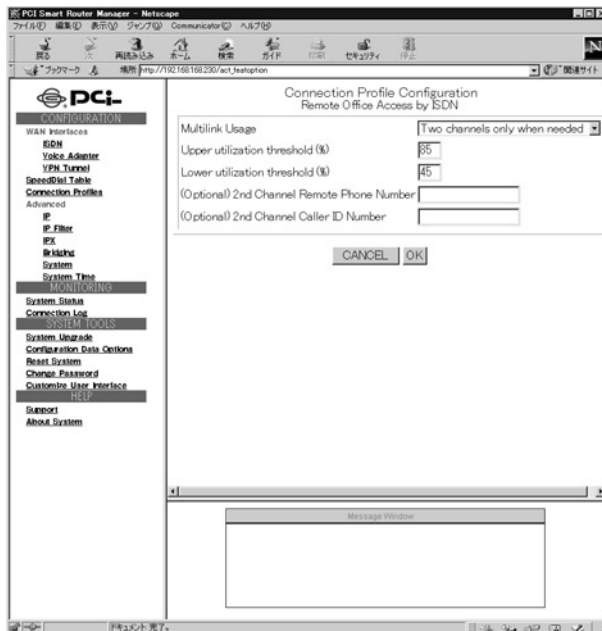 PCI Smart Router Manager - Netscape
ファイル(F) 編集(E) 表示(V) ジャンプ(G) Communicator(C) ヘルプ(H)
戻る 次 再読み込み ホーム 検索 ガイド 印刷 セキュリティ 停止
ブックマーク 場所: http://192.168.168.230/act_featoption 関連サイト
PCi
CONFIGURATION
WAN Interfaces
ISDN
Voice Adapter
VPN Tunnel
SpeedDial Table
Connection Profiles
Advanced
IP
IP Filter
IPX
Bridging
System
System Time
MONITORING
System Status
Connection Log
SYSTEM TOOLS
System Upgrade
Configuration Data Options
Reset System
Change Password
Customize User Interface
HELP
Support
About System
Connection Profile Configuration
Remote Office Access by ISDN
Multilink Usage Two channels only when needed
Upper utilization threshold (%) 85
Lower utilization threshold (%) 45
(Optional) 2nd Channel Remote Phone Number
(Optional) 2nd Channel Caller ID Number
CANCEL OK
Message Window
ドキュメント: 完了。